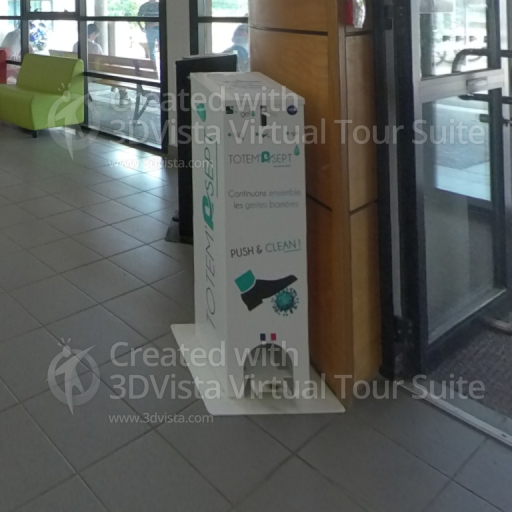 Created with
3DVista Virtual Tour Suite
www.3dvista.com
TOTEM'SEPT
Continuons ensemble
les gestes barrières
PUSH & CLEAN!
TOTEM'SEPT
Created with
3DVista Virtual Tour Suite
www.3dvista.com